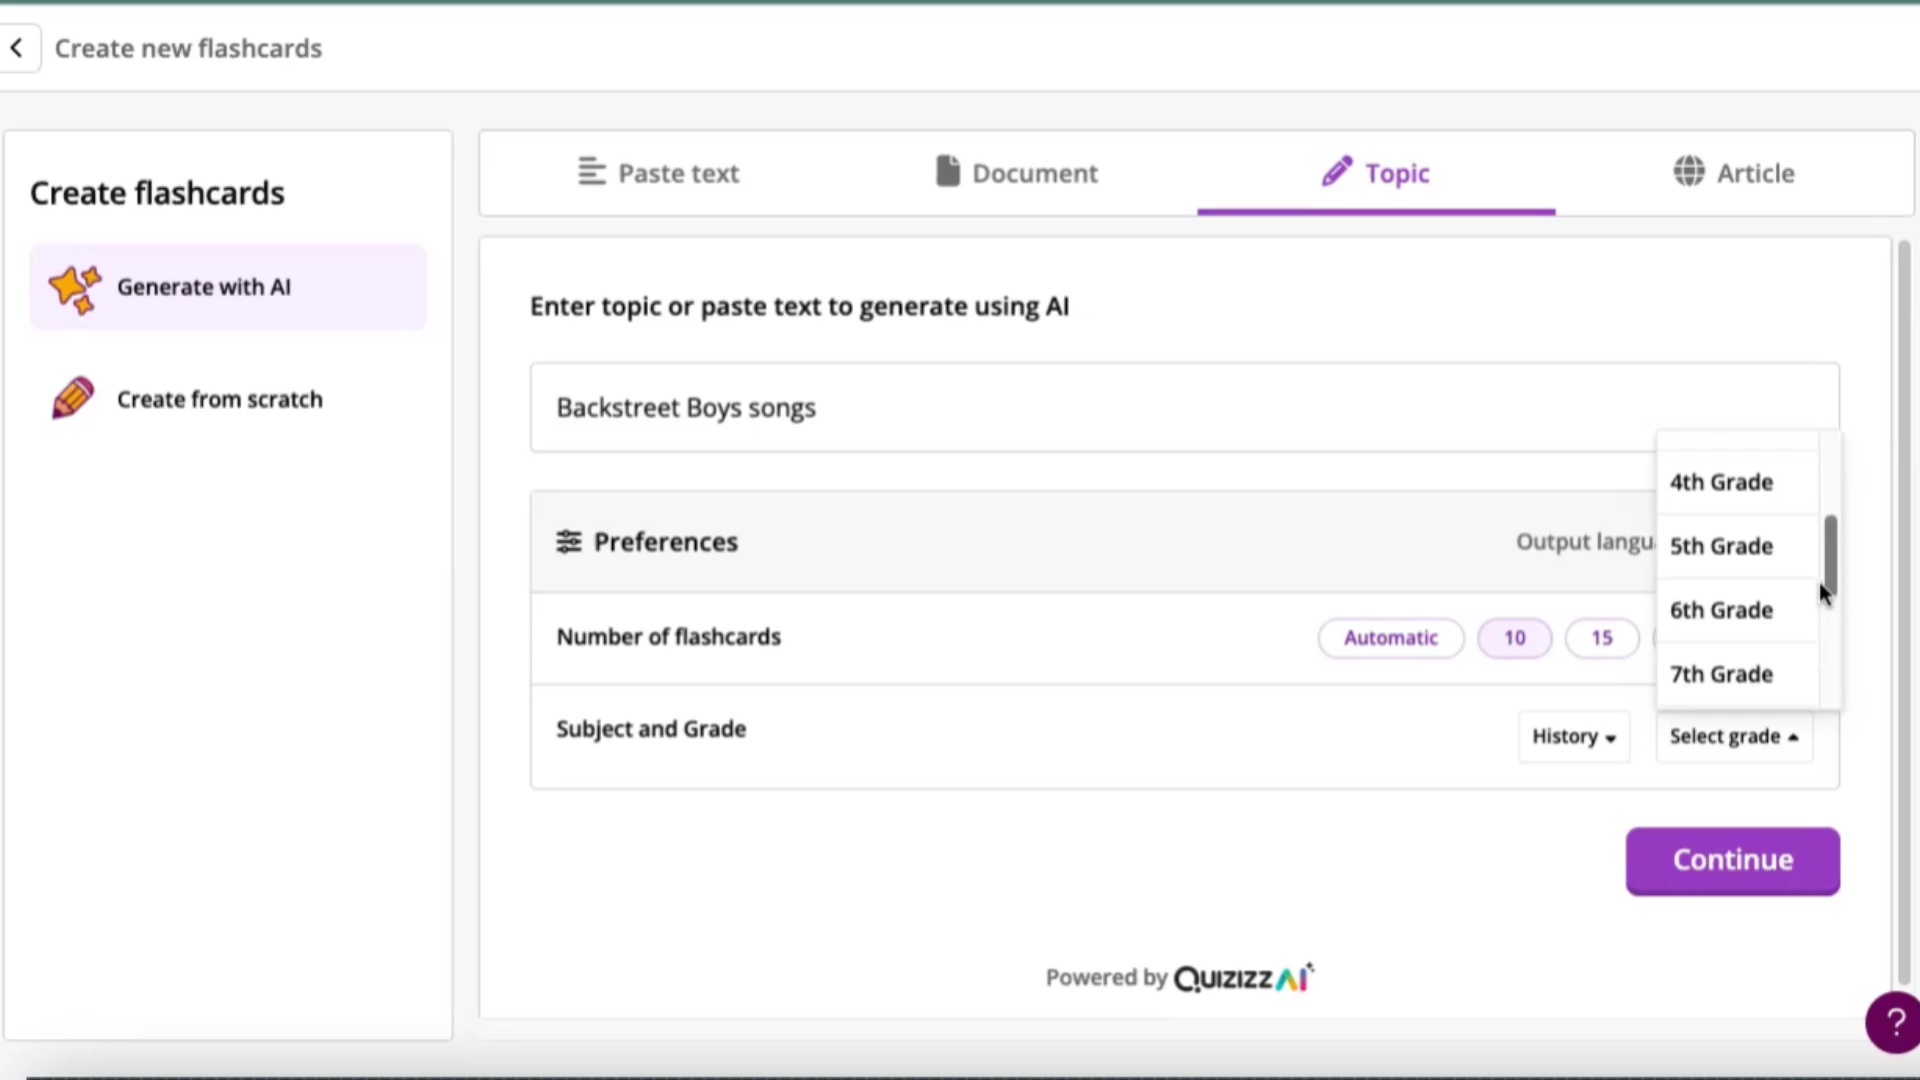 Create new flashcards
Create flashcards
Generate with AI
Create from scratch
Paste text
Document
Topic
Article
Enter topic or paste text to generate using AI
Backstreet Boys songs
Preferences
Output langu
Number of flashcards
Automatic
10
15
Subject and Grade
History
Select grade
4th Grade
5th Grade
6th Grade
7th Grade
Continue
Powered by QUIZIZZ AI
?